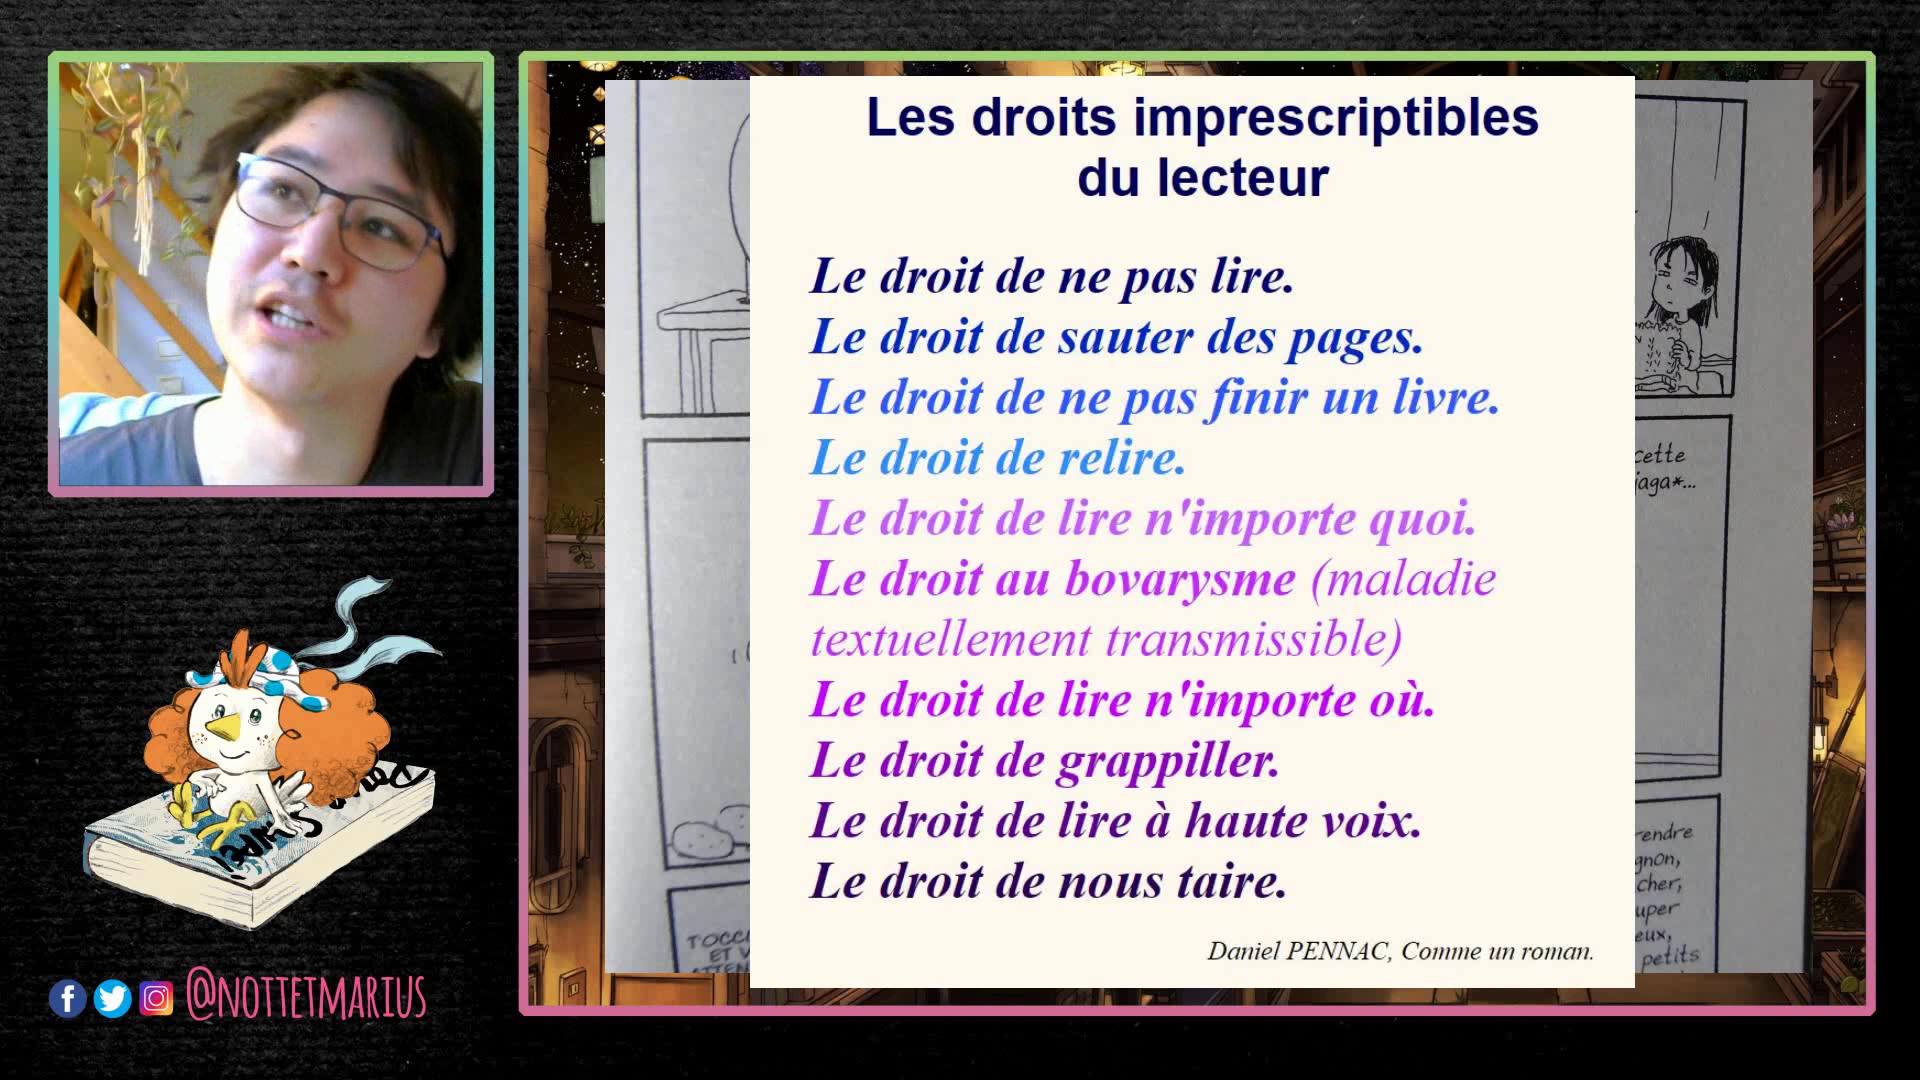 Les droits imprescriptibles
du lecteur
Le droit de ne pas lire.
Le droit de sauter des pages.
Le droit de ne pas finir un livre.
Le droit de relire.
Le droit de lire n'importe quoi.
Le droit au bovarysme (maladie
textuellement transmissible)
Le droit de lire n'importe où.
Le droit de grappiller.
Le droit de lire à haute voix.
Le droit de nous taire.
Daniel PENNAC, Comme un roman.
cette
petits
ET
@NOTTETMARIUS